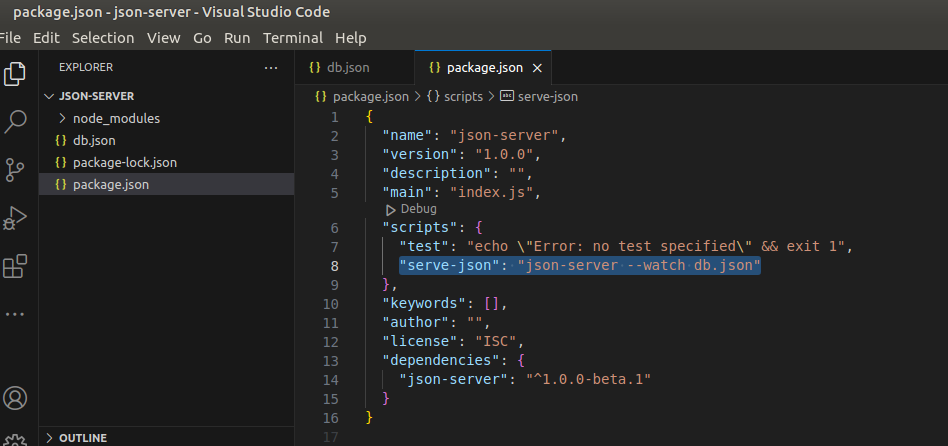 package.json - json-server - Visual Studio Code
File Edit Selection View Go Run Terminal Help
EXPLORER
JSON-SERVER
node_modules
{} db.json
{} package-lock.json
{} package.json
OUTLINE
{} db.json {} package.json ×
{} package.json > {} scripts > abc serve-json
1 {
2 "name": "json-server",
3 "version": "1.0.0",
4 "description": "",
5 "main": "index.js",
Debug
6 "scripts": {
7 "test": "echo \"Error: no test specified\" && exit 1",
8 "serve-json": "json-server --watch db.json"
9 },
10 "keywords": [],
11 "author": "",
12 "license": "ISC",
13 "dependencies": {
14 "json-server": "^1.0.0-beta.1"
15 }
16 }
17